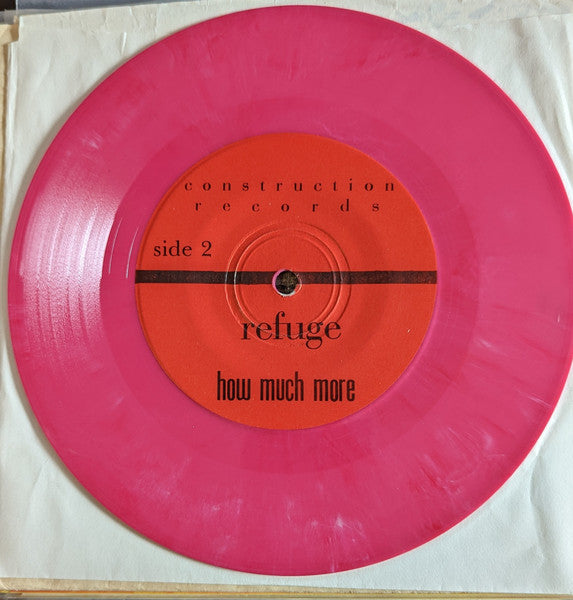 construction
records
side 2
refuge
how much more